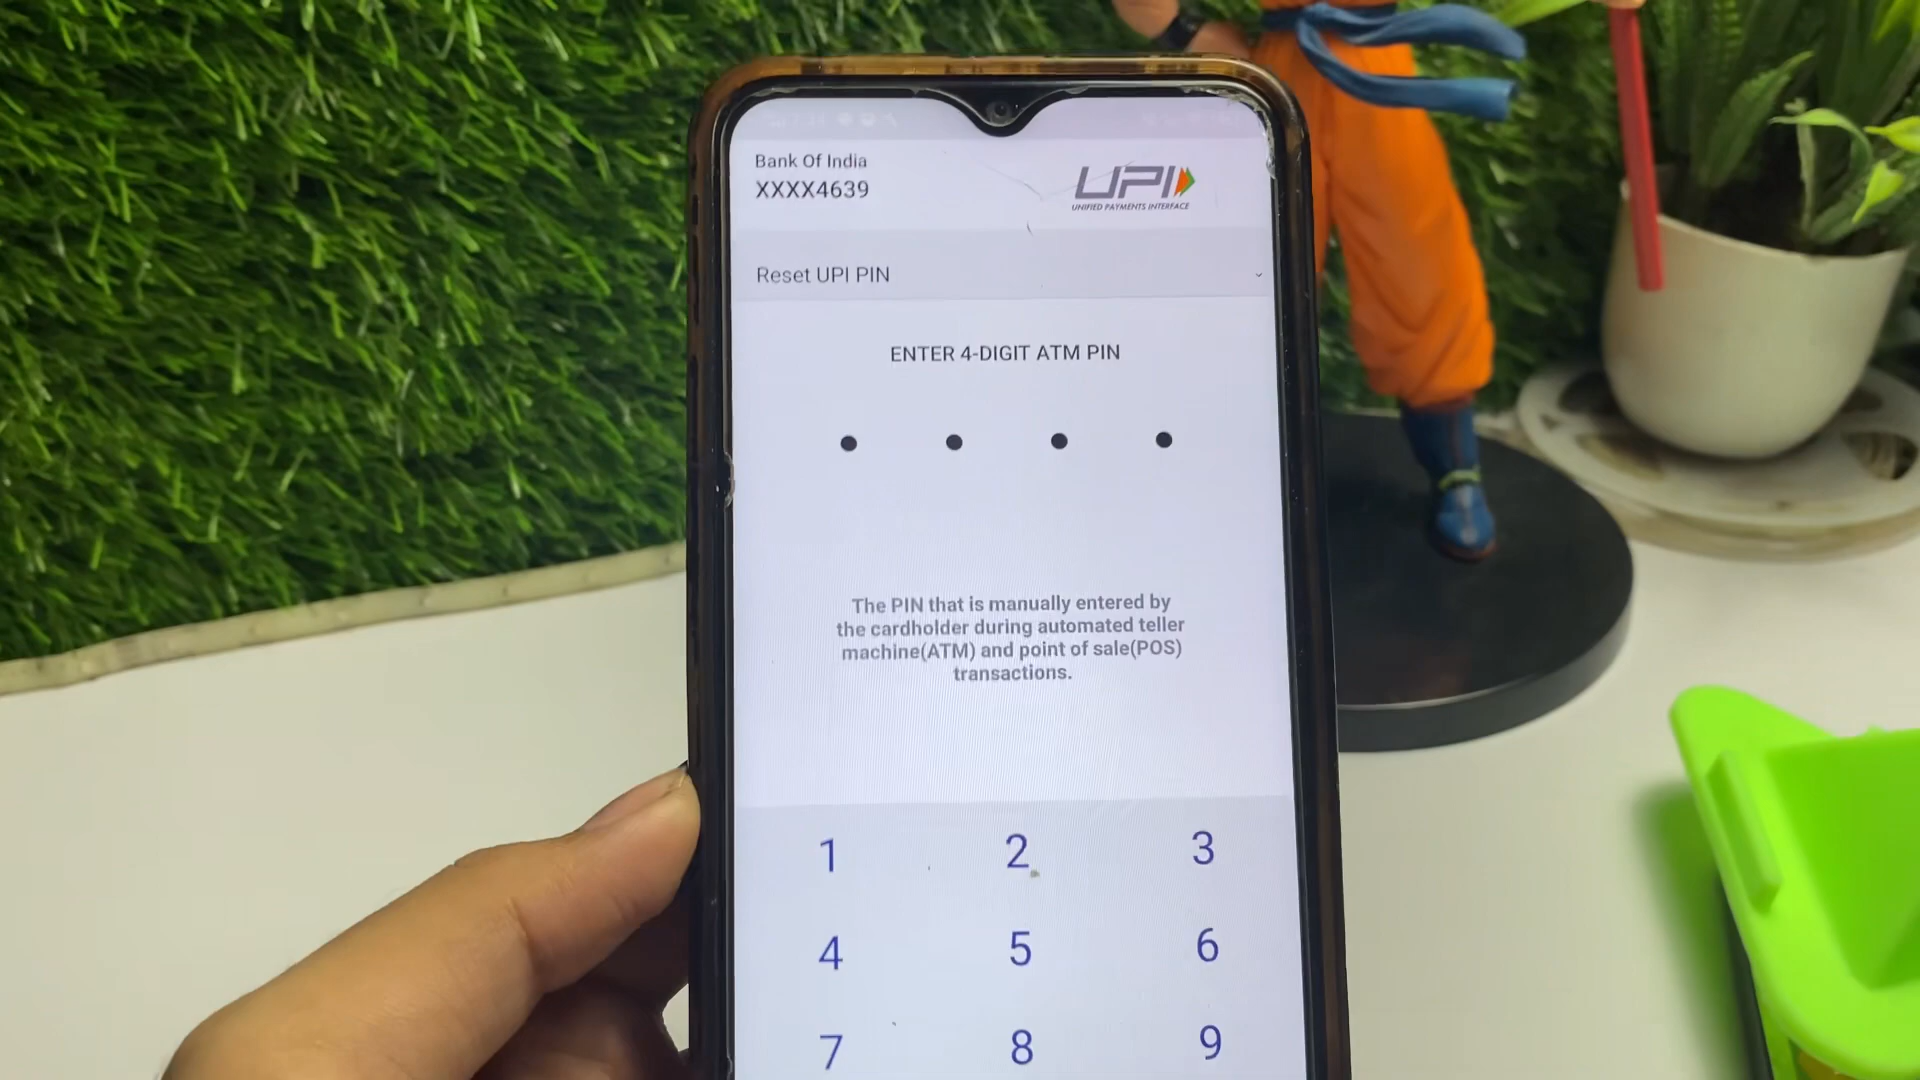 Bank Of India
XXXX4639
UPI
UNIFIED PAYMENTS INTERFACE
Reset UPI PIN
ENTER 4-DIGIT ATM PIN
The PIN that is manually entered by
the cardholder during automated teller
machine(ATM) and point of sale(POS)
transactions.
1 2 3
4 5 6
7 8 9